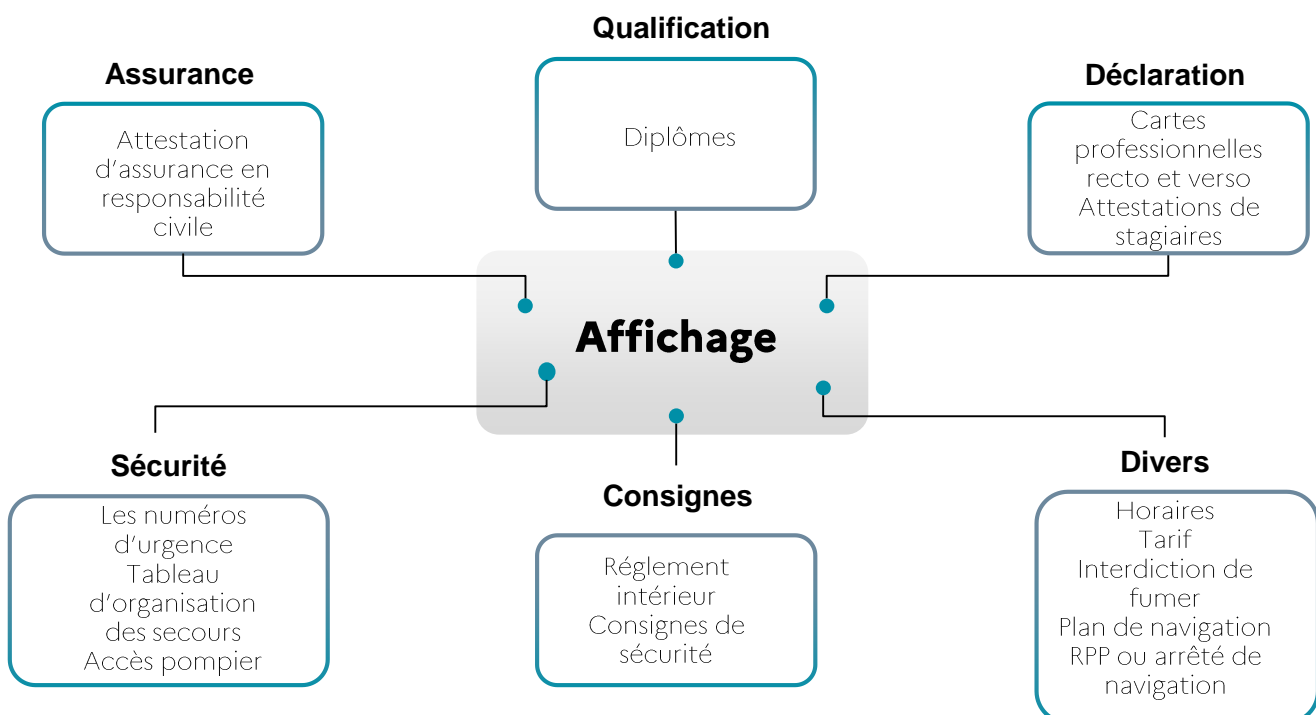 Qualification
Diplômes
Assurance
Attestation
d'assurance en
responsabilité
civile
Déclaration
Cartes
professionnelles
recto et verso
Attestations de
stagiaires
Affichage
Sécurité
Les numéros
d'urgence
Tableau
d'organisation
des secours
Accès pompier
Consignes
Réglement
intérieur
Consignes de
sécurité
Divers
Horaires
Tarif
Interdiction de
fumer
Plan de navigation
RPP ou arrêté de
navigation